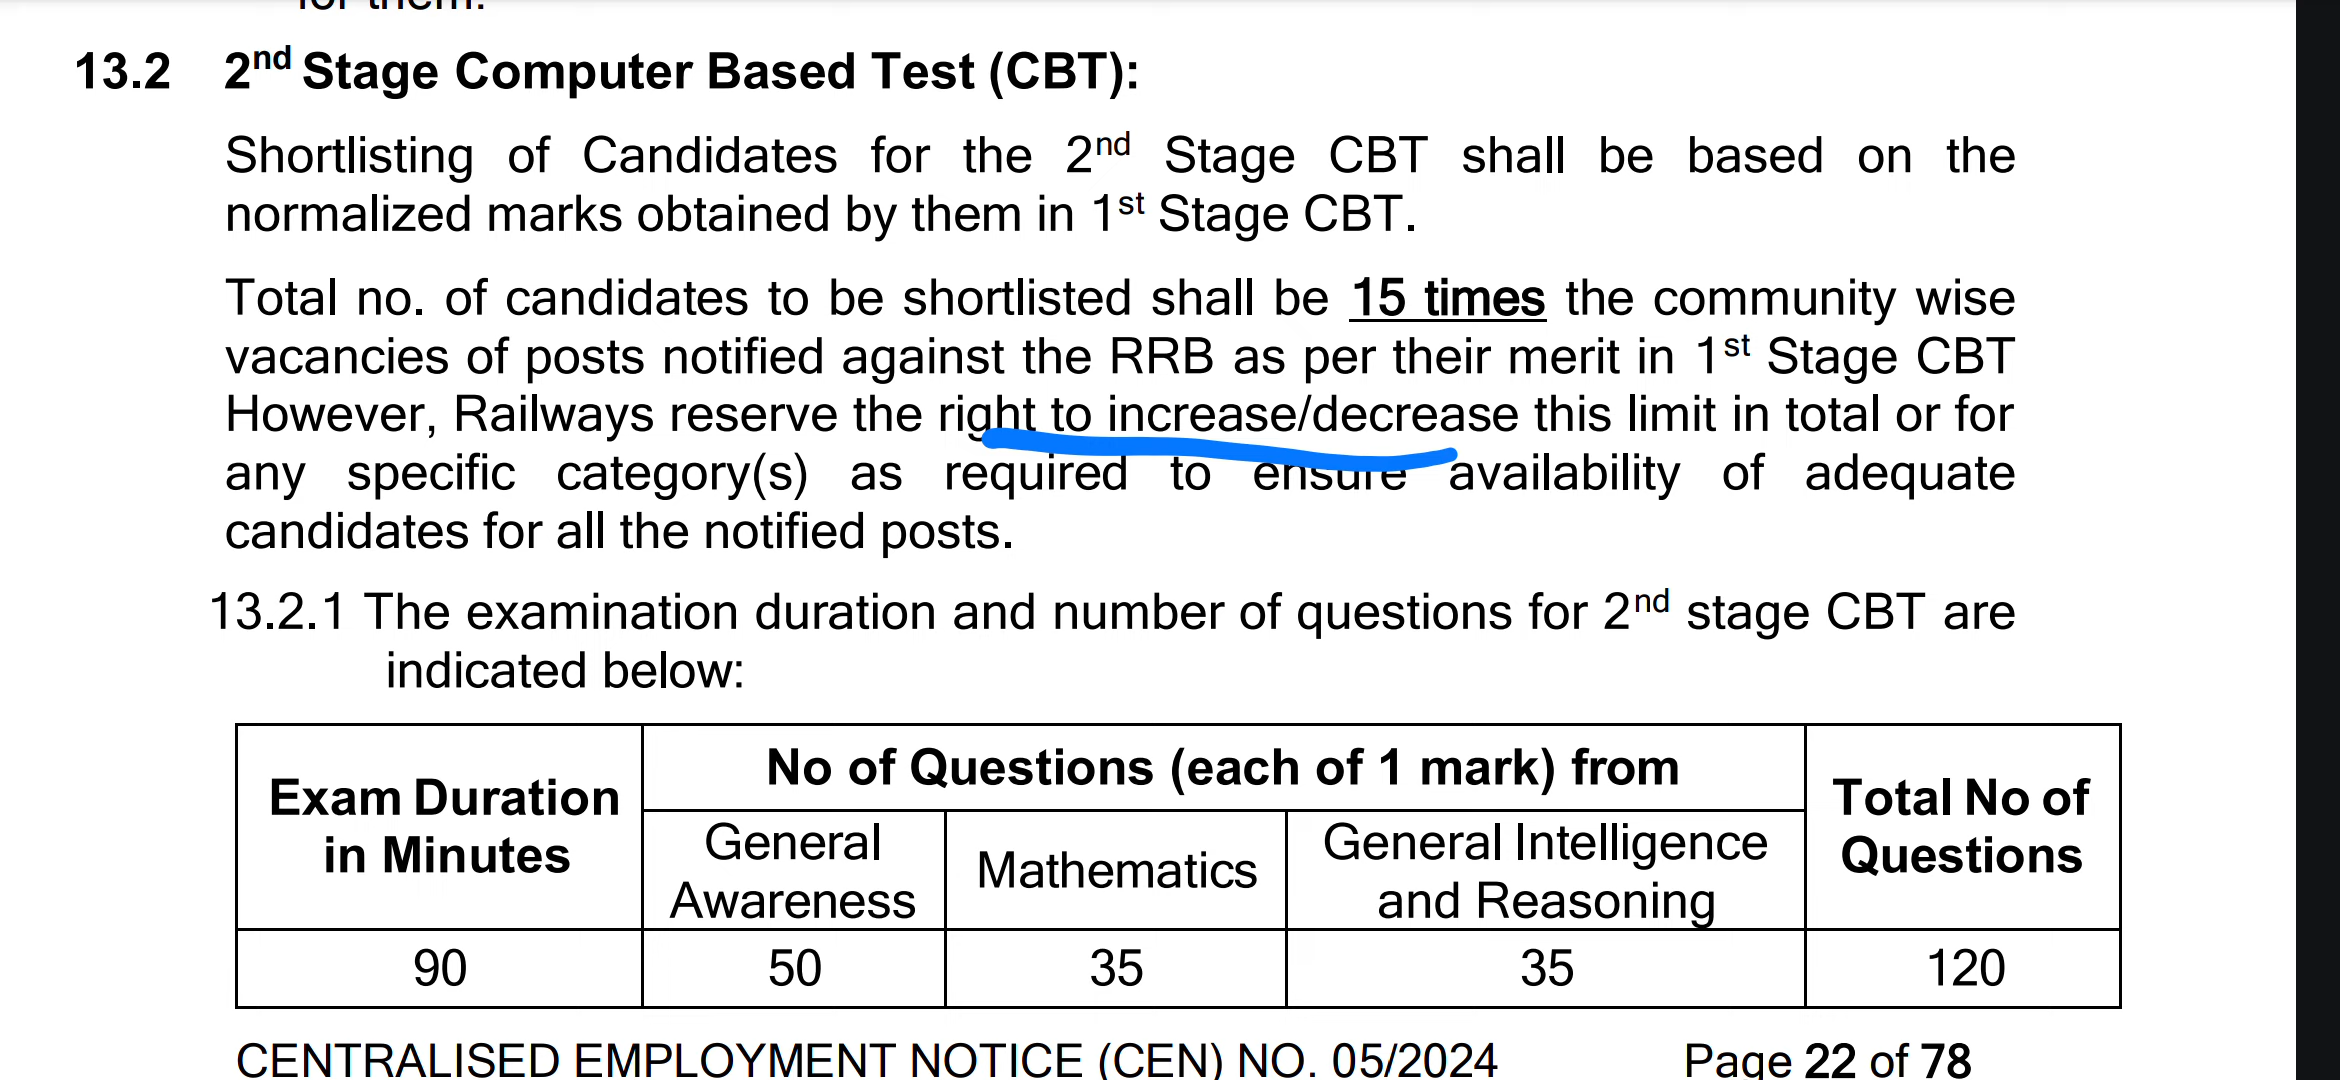 for them.
13.2 2nd Stage Computer Based Test (CBT):
Shortlisting of Candidates for the 2nd Stage CBT shall be based on the
normalized marks obtained by them in 1st Stage CBT.
Total no. of candidates to be shortlisted shall be 15 times the community wise
vacancies of posts notified against the RRB as per their merit in 1st Stage CBT
However, Railways reserve the right to increase/decrease this limit in total or for
any specific category(s) as required to ensure availability of adequate
candidates for all the notified posts.
13.2.1 The examination duration and number of questions for 2nd stage CBT are
indicated below:
No of Questions (each of 1 mark) from
Exam Duration
in Minutes
Total No of
Questions
General
Awareness
Mathematics
General Intelligence
and Reasoning
90 50 35 35 120
CENTRALISED EMPLOYMENT NOTICE (CEN) NO. 05/2024 Page 22 of 78